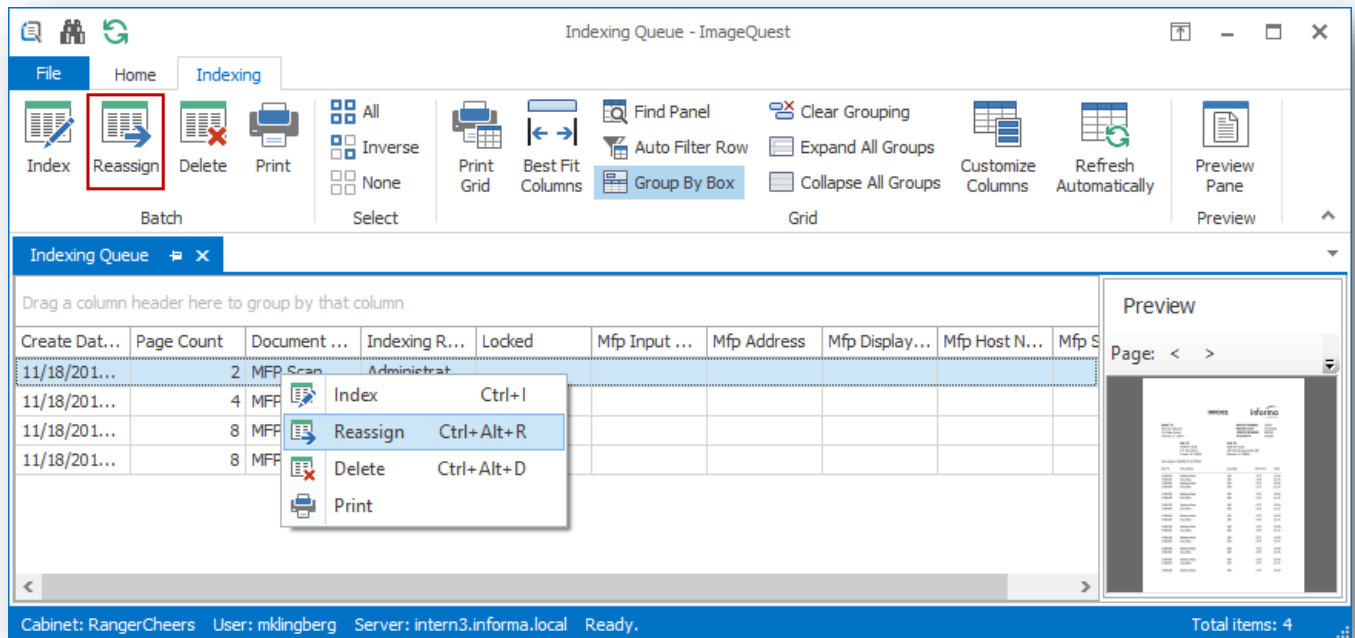 Indexing Queue - ImageQuest
File Home Indexing
Index Reassign Delete Print
Batch
All
Inverse
None
Select
Print Grid
Best Fit Columns
Find Panel
Auto Filter Row
Group By Box
Clear Grouping
Expand All Groups
Collapse All Groups
Customize Columns
Refresh Automatically
Grid
Preview Pane
Preview
Indexing Queue
Drag a column header here to group by that column
Create Dat... Page Count Document ... Indexing R... Locked Mfp Input ... Mfp Address Mfp Display... Mfp Host N... Mfp S
11/18/201... 2 MFP Scan Administrat
11/18/201... 4 MFP
11/18/201... 8 MFP
11/18/201... 8 MFP
Index Ctrl+I
Reassign Ctrl+Alt+R
Delete Ctrl+Alt+D
Print
Preview
Page: < >
INVOICE informa
Cabinet: RangerCheers User: mklingberg Server: intern3.informa.local Ready. Total items: 4